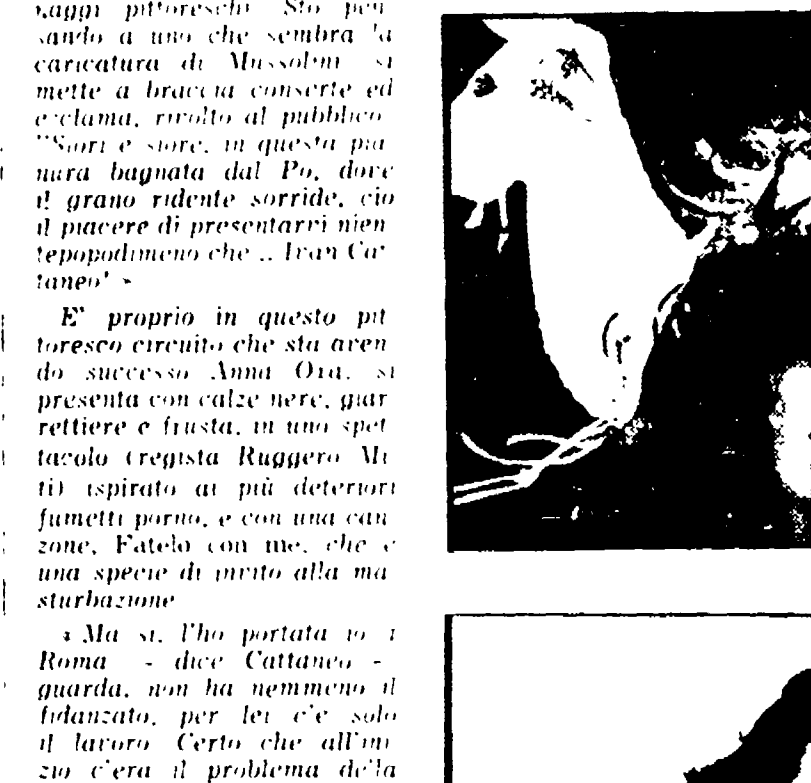 saggi pittoreschi. Sto pen
sando a uno che sembra la
caricatura di Mussolini si
mette a braccia conserte ed
esclama, rivolto al pubblico
"Siori e siore, in questa pia
nura bagnata dal Po, dove
il grano ridente sorride, cio
il piacere di presentarvi nien
tepopodimeno che .. Ivan Cat
taneo' »
E' proprio in questo pit
toresco circuito che sta aven
do successo Anna Oxa, si
presenta con calze nere, giar
rettiere e frusta, in uno spet
tacolo (regista Ruggero Mi
ti) ispirato ai più deteriori
fumetti porno, e con una can
zone, Fatelo con me, che e
una specie di invito alla ma
sturbazione
« Ma si, l'ho portata io a
Roma - dice Cattaneo -
guarda, non ha nemmeno il
fidanzato, per lei c'e solo
il lavoro Certo che all'ini
zio c'era il problema della